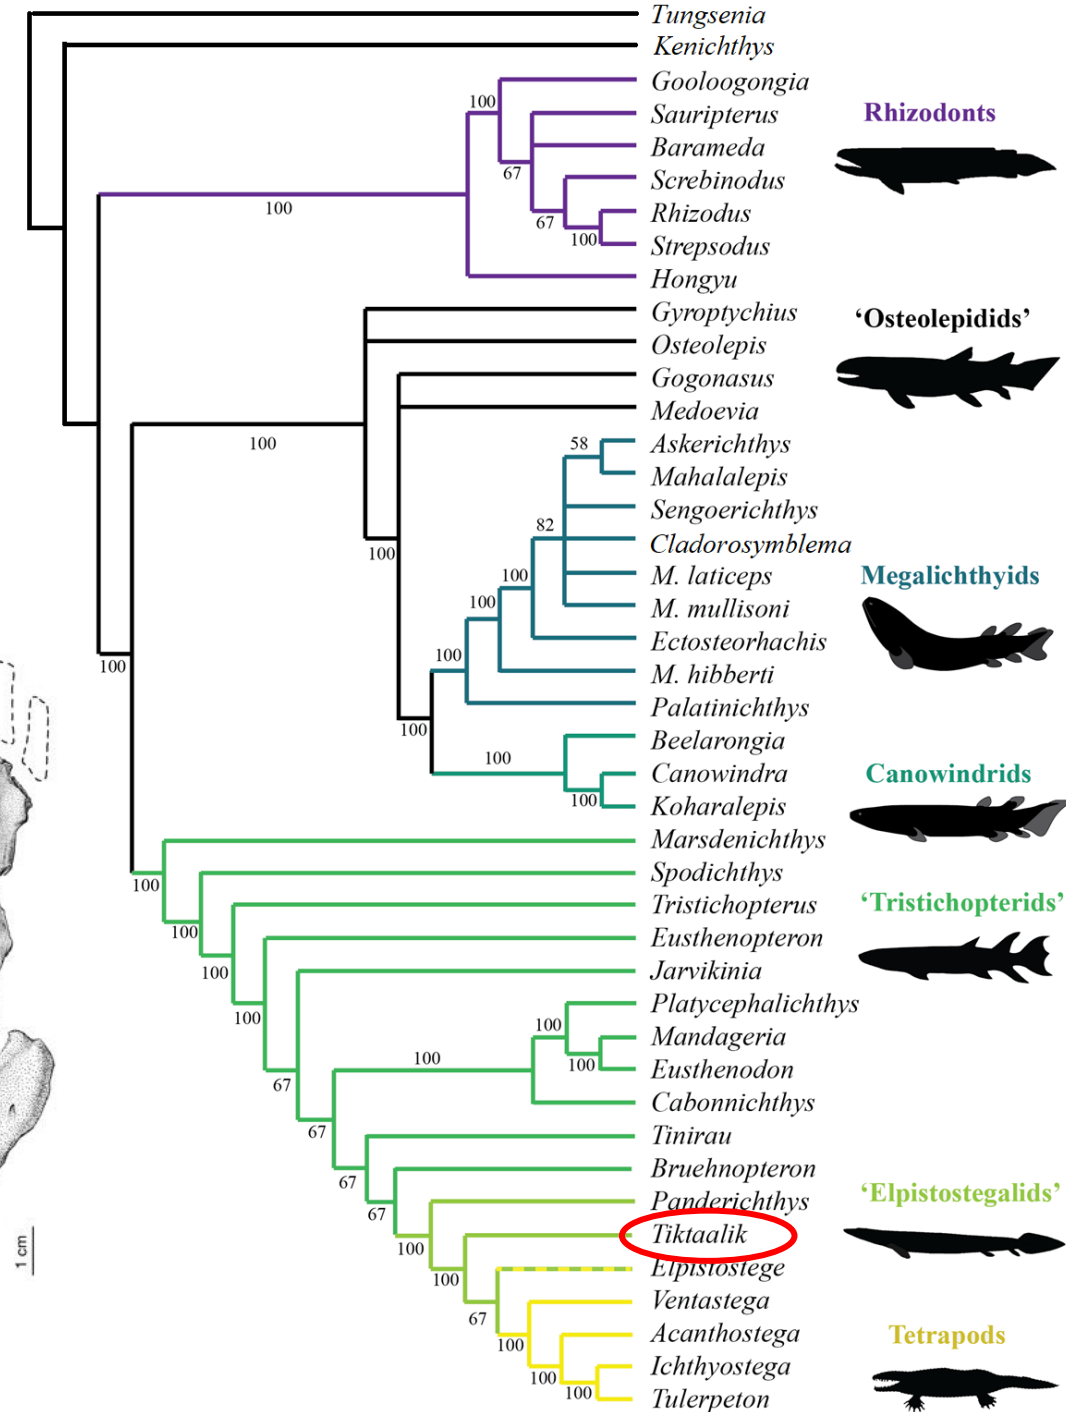 Tungsenia
Kenichthys
Gooloogongia
100
Sauripterus
Rhizodonts
Barameda
67
Screbinodus
100
Rhizodus
67
100
Strepsodus
Hongyu
Gyroptychius
‘Osteolepidids’
Osteolepis
Gogonasus
Medoevia
100
58
Askerichthys
Mahalalepis
Sengoerichthys
82
Cladorosymblema
100
100
M. laticeps
Megalichthyids
100
M. mullisoni
Ectosteorhachis
100
100
M. hibberti
Palatinichthys
100
Beelarongia
100
Canowindra
Canowindrids
100
Koharalepis
Marsdenichthys
100
Spodichthys
Tristichopterus
‘Tristichopterids’
100
Eusthenopteron
100
Jarvikinia
Platycephalichthys
100
100
Mandageria
100
100
Eusthenodon
67
Cabonnichthys
67
Tinirau
Bruehnopteron
67
‘Elpistostegalids’
Panderichthys
67
Tiktaalik
100
1 cm
Elpistostege
100
Ventastega
67
Acanthostega
Tetrapods
100
Ichthyostega
100
100
Tulerpeton